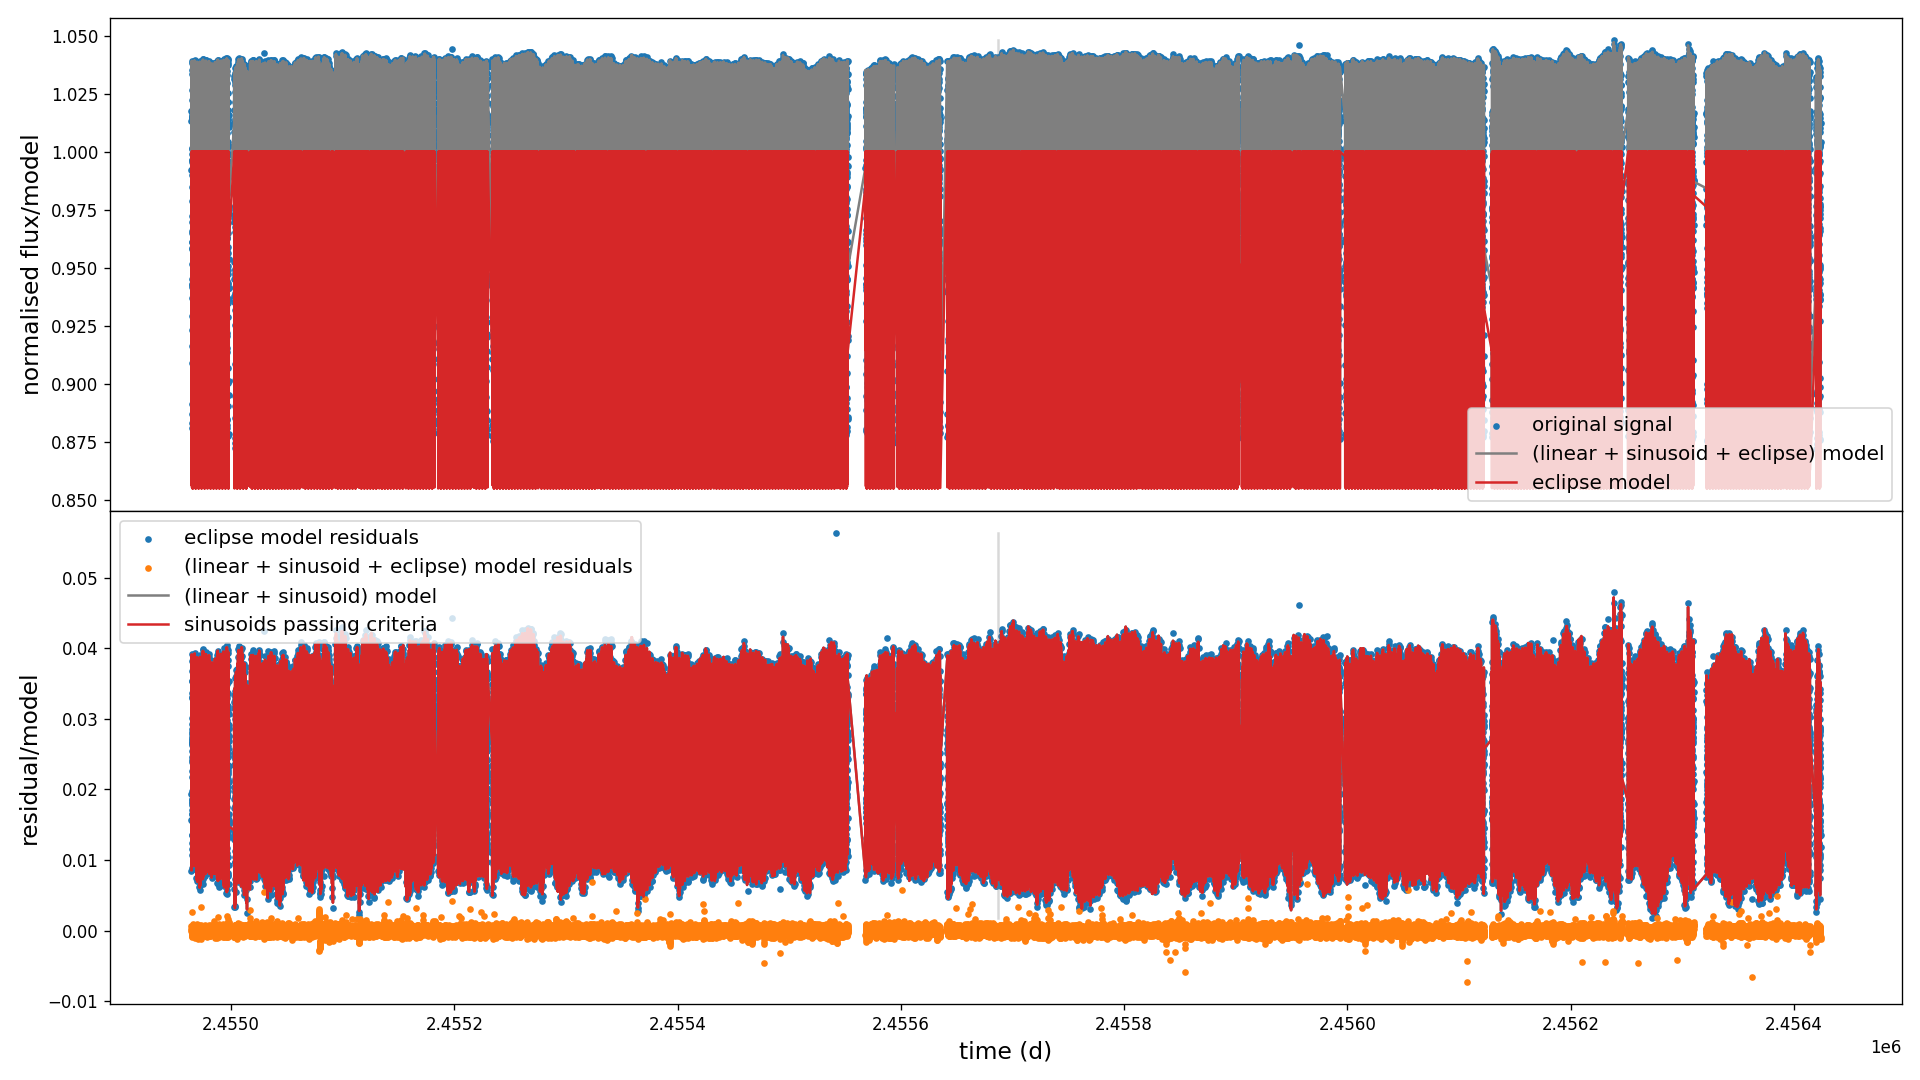 1.050
1.025
1.000
0.975
0.950
0.925
0.900
0.875
0.850
normalised flux/model
original signal
(linear + sinusoid + eclipse) model
eclipse model
eclipse model residuals
(linear + sinusoid + eclipse) model residuals
(linear + sinusoid) model
sinusoids passing criteria
0.05
0.04
0.03
0.02
0.01
0.00
−0.01
residual/model
2.4550
2.4552
2.4554
2.4556
2.4558
2.4560
2.4562
2.4564
time (d)
1e6